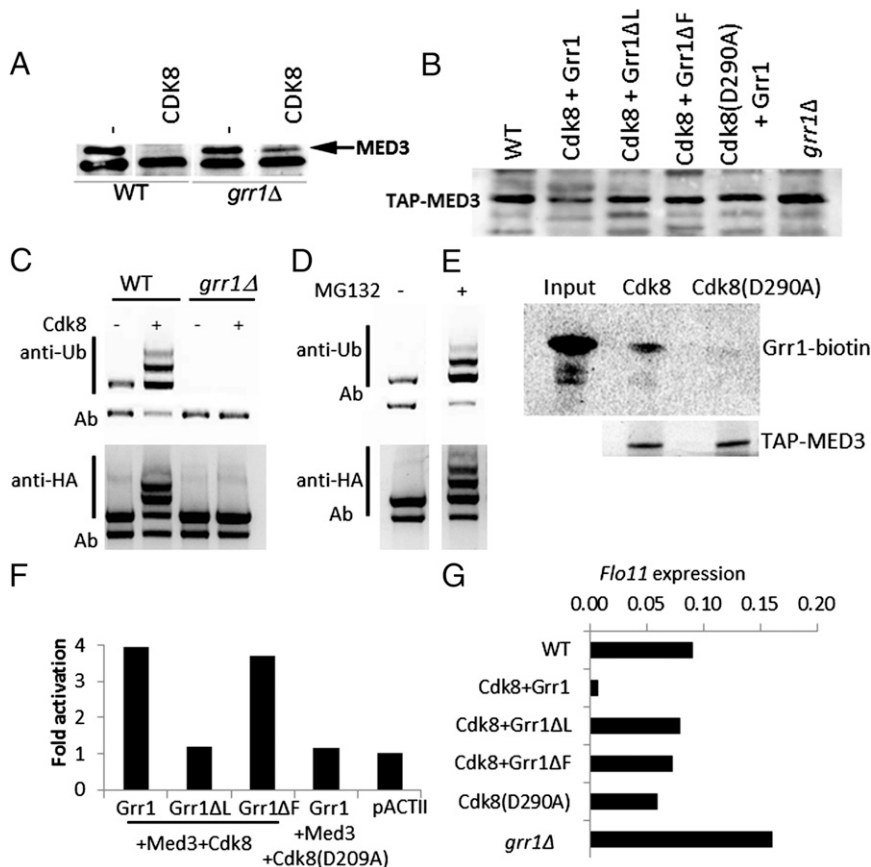 A
-
CDK8
-
CDK8
MED3
WT
grr1Δ
B
WT
Cdk8 + Grr1
Cdk8 + Grr1ΔL
Cdk8 + Grr1ΔF
Cdk8(D290A)
+ Grr1
grr1Δ
TAP-MED3
C
WT
grr1Δ
Cdk8
- + - +
anti-Ub
Ab
anti-HA
Ab
D
MG132
- +
anti-Ub
Ab
anti-HA
Ab
E
Input Cdk8 Cdk8(D290A)
Grr1-biotin
TAP-MED3
F
Fold activation
4
3
2
1
0
Grr1 Grr1ΔL Grr1ΔF Grr1 pACTII
+Med3+Cdk8
+Med3
+Cdk8(D209A)
G
Flo11 expression
0.00 0.05 0.10 0.15 0.20
WT
Cdk8+Grr1
Cdk8+Grr1ΔL
Cdk8+Grr1ΔF
Cdk8(D290A)
grr1Δ